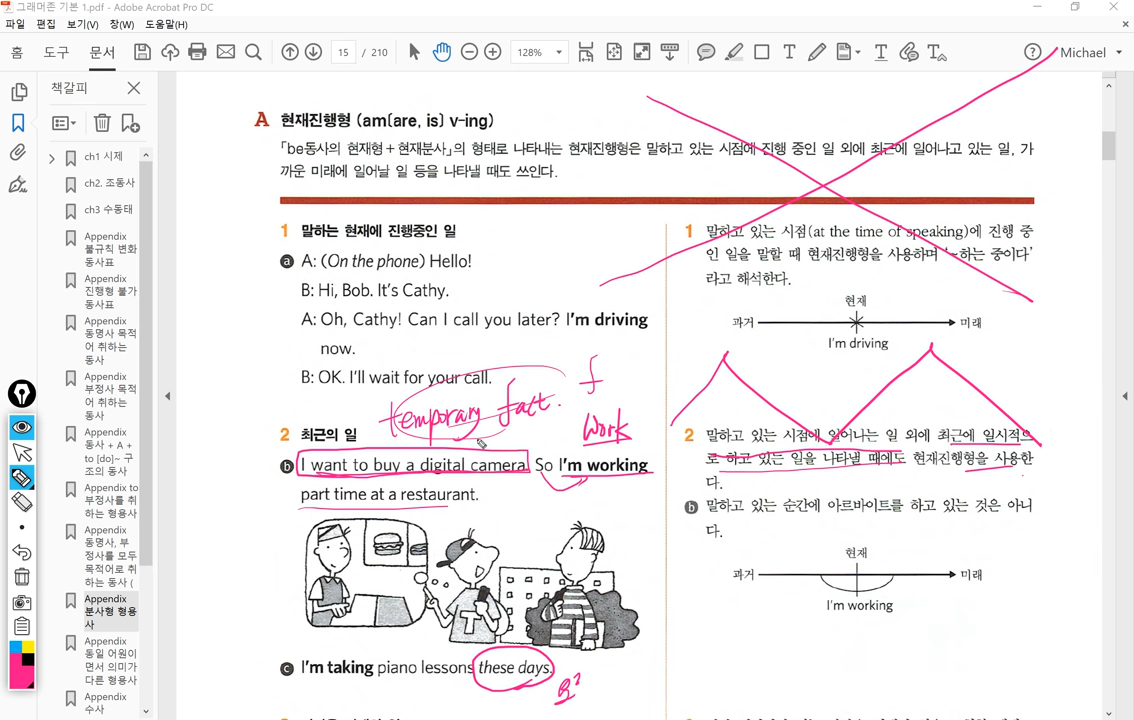 그래머존 기본 1.pdf - Adobe Acrobat Pro DC
파일 편집 보기(V) 창(W) 도움말(H)
홈 도구 문서 15 / 210 128% Michael
책갈피
ch1 시제
ch2. 조동사
ch3 수동태
Appendix
불규칙 변화
동사표
Appendix
진행형 불가
동사표
Appendix
동명사 목적
어 취하는
동사
Appendix
부정사 목적
어 취하는
동사
Appendix
동사 + A +
to [do]~ 구
조의 동사
Appendix to
부정사를 취
하는 형용사
Appendix
동명사, 부
정사를 모두
목적어로 취
하는 동사 (
Appendix
분사형 형용
사
Appendix
동일 어원이
면서 의미가
다른 형용사
Appendix
수사
A 현재진행형 (am[are, is] v-ing)
「be동사의 현재형+현재분사」의 형태로 나타내는 현재진행형은 말하고 있는 시점에 진행 중인 일 외에 최근에 일어나고 있는 일, 가
까운 미래에 일어날 일 등을 나타낼 때도 쓰인다.
1 말하는 현재에 진행중인 일
a A: (On the phone) Hello!
B: Hi, Bob. It's Cathy.
A: Oh, Cathy! Can I call you later? I'm driving
now.
B: OK. I'll wait for your call.
temporary fact.
f
work
2 최근의 일
b I want to buy a digital camera. So I'm working
part time at a restaurant.
T
c I'm taking piano lessons these days.
1 말하고 있는 시점(at the time of speaking)에 진행 중
인 일을 말할 때 현재진행형을 사용하며 '~하는 중이다'
라고 해석한다.
현재
과거 미래
I'm driving
2 말하고 있는 시점에 일어나는 일 외에 최근에 일시적으
로 하고 있는 일을 나타낼 때에도 현재진행형을 사용한
다.
b 말하고 있는 순간에 아르바이트를 하고 있는 것은 아니
다.
현재
과거 미래
I'm working